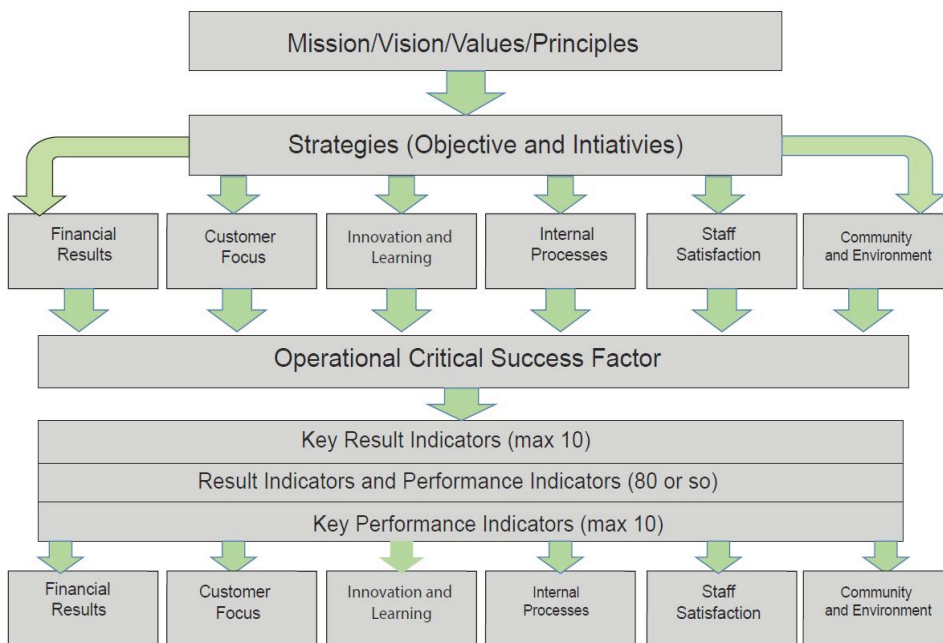 Mission/Vision/Values/Principles
Strategies (Objective and Intiativies)
Financial
Results
Customer
Focus
Innovation and
Learning
Internal
Processes
Staff
Satisfaction
Community
and Environment
Operational Critical Success Factor
Key Result Indicators (max 10)
Result Indicators and Performance Indicators (80 or so)
Key Performance Indicators (max 10)
Financial
Results
Customer
Focus
Innovation and
Learning
Internal
Processes
Staff
Satisfaction
Community
and Environment